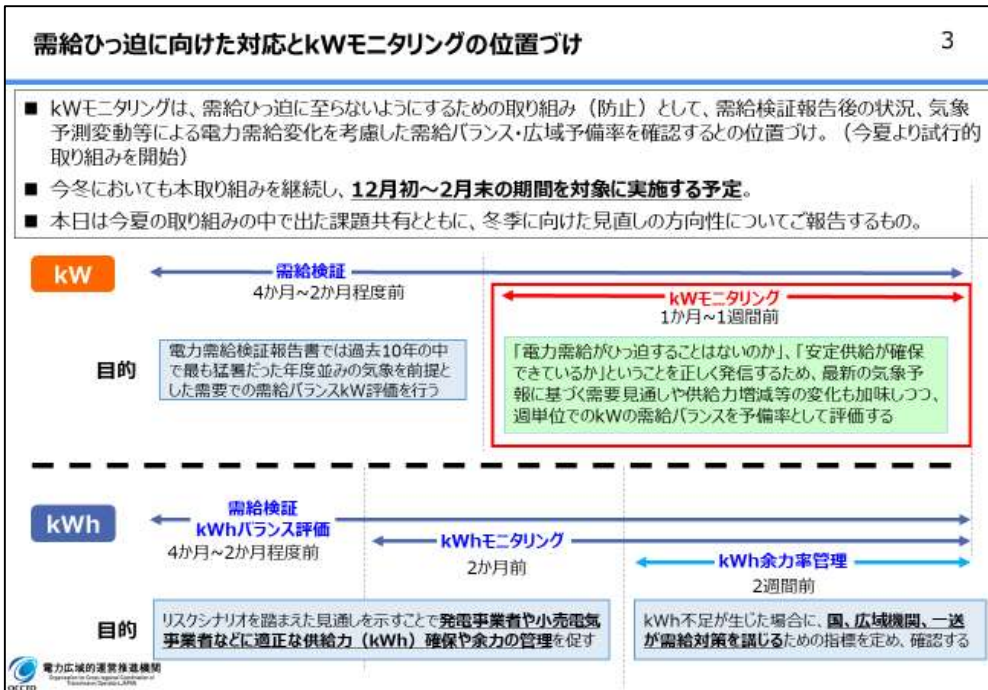 需給ひっ迫に向けた対応とkWモニタリングの位置づけ
3
■ kWモニタリングは、需給ひっ迫に至らないようにするための取り組み（防止）として、需給検証報告後の状況、気象
予測変動等による電力需給変化を考慮した需給バランス・広域予備率を確認するとの位置づけ。（今夏より試行的
取り組みを開始）
■ 今冬においても本取り組みを継続し、12月初～2月末の期間を対象に実施する予定。
■ 本日は今夏の取り組みの中で出た課題共有とともに、冬季に向けた見直しの方向性についてご報告するもの。
kW
需給検証
4か月~2か月程度前
kWモニタリング
1か月~1週間前
目的
電力需給検証報告書では過去10年の中
で最も猛暑だった年度並みの気象を前提と
した需要での需給バランスkW評価を行う
「電力需給がひっ迫することはないのか」、「安定供給が確保
できているか」ということを正しく発信するため、最新の気象予
報に基づく需要見通しや供給力増減等の変化も加味しつつ、
週単位でのkWの需給バランスを予備率として評価する
kWh
需給検証
kWhバランス評価
4か月~2か月程度前
kWhモニタリング
2か月前
kWh余力率管理
2週間前
目的
リスクシナリオを踏まえた見通しを示すことで発電事業者や小売電気
事業者などに適正な供給力（kWh）確保や余力の管理を促す
kWh不足が生じた場合に、国、広域機関、一送
が需給対策を講じるための指標を定め、確認する
電力広域的運営推進機関
Organization for Cross-regional Coordination of
Transmission Operators, JAPAN
OCCTO